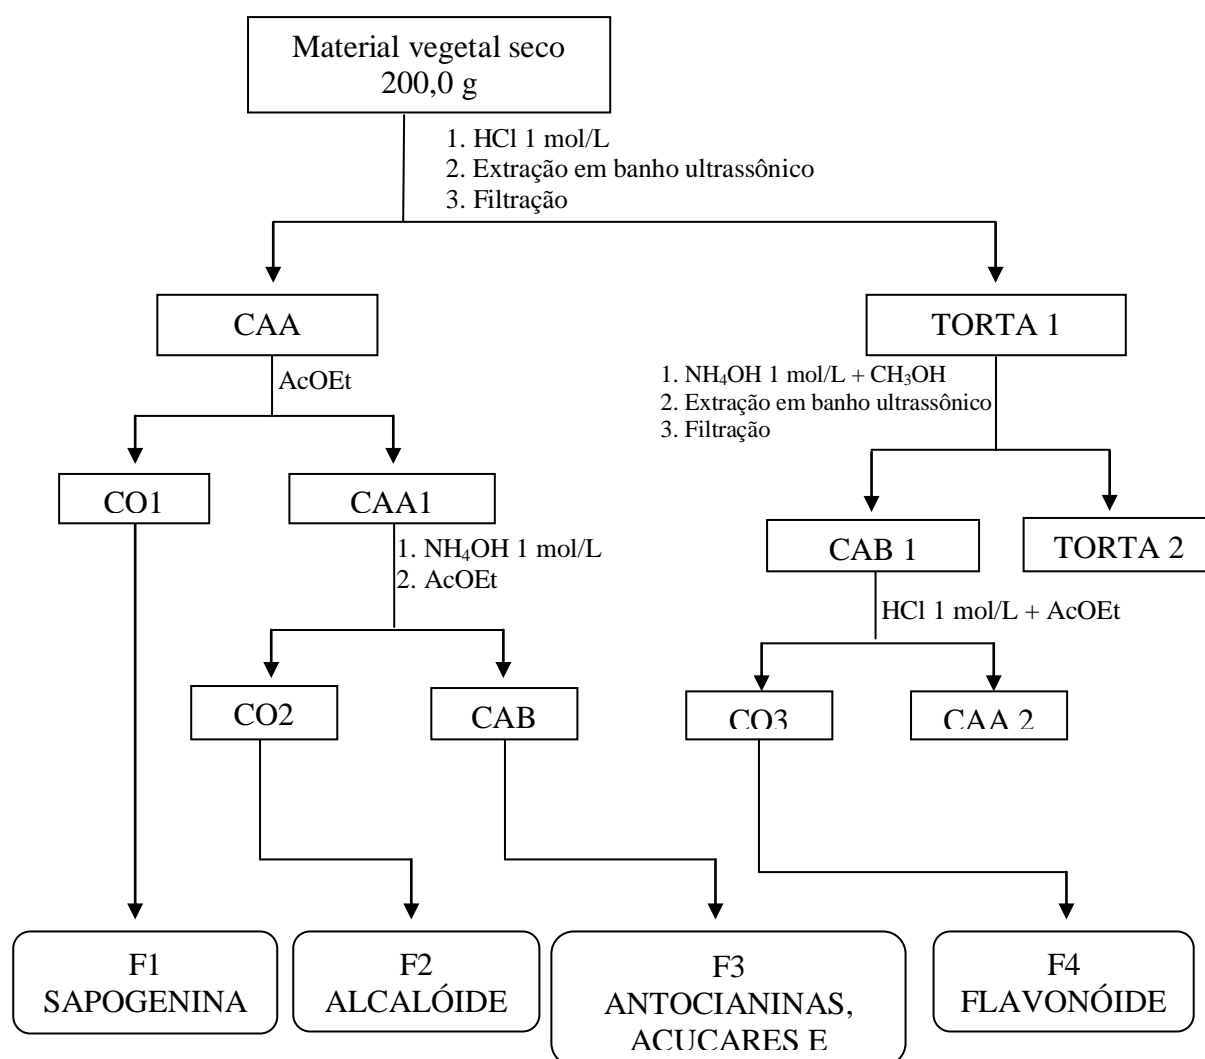 Material vegetal seco
200,0 g
1. HCl 1 mol/L
2. Extração em banho ultrassônico
3. Filtração
CAA
TORTA 1
AcOEt
1. NH₄OH 1 mol/L + CH₃OH
2. Extração em banho ultrassônico
3. Filtração
CO1
CAA1
1. NH₄OH 1 mol/L
2. AcOEt
CAB 1
TORTA 2
HCl 1 mol/L + AcOEt
CO2
CAB
CO3
CAA 2
F1
SAPOGENINA
F2
ALCALÓIDE
F3
ANTOCIANINAS,
ACUCARES E
F4
FLAVONÓIDE